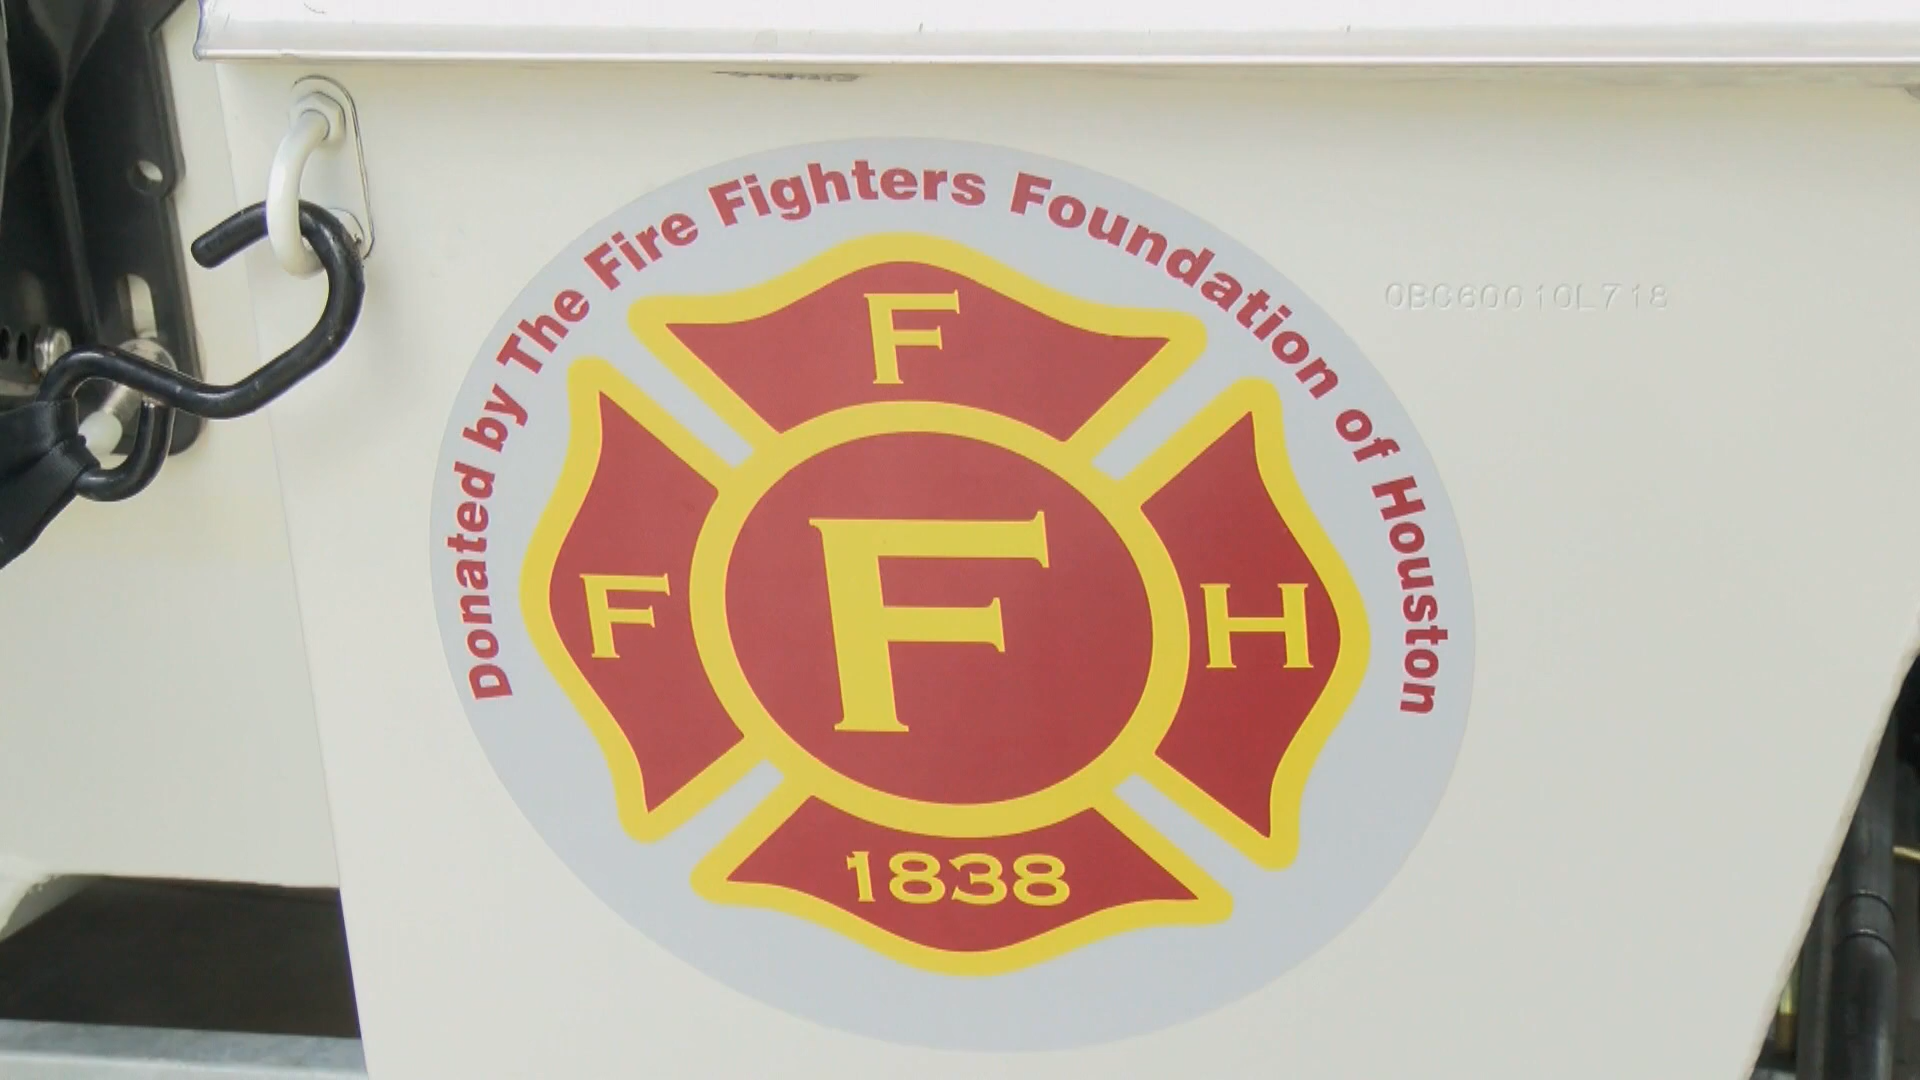 Donated by The Fire Fighters Foundation of Houston
F
F F H
1838
0BC60010L718